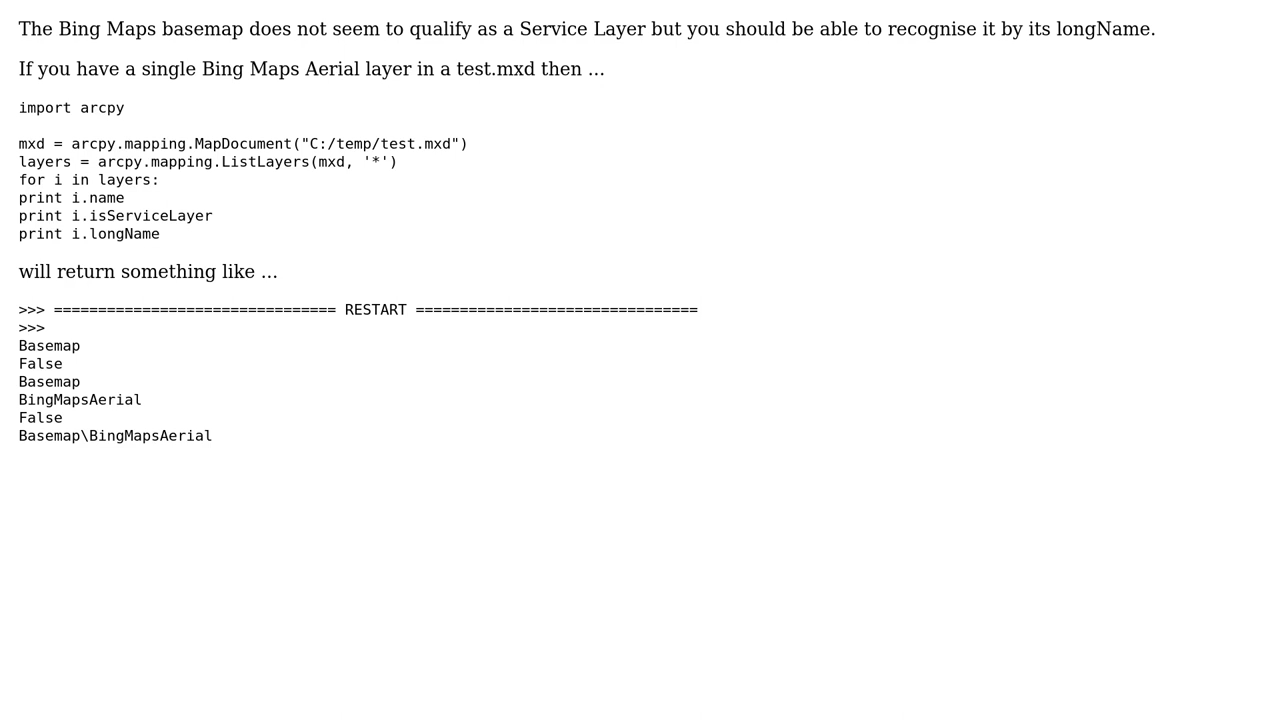 The Bing Maps basemap does not seem to qualify as a Service Layer but you should be able to recognise it by its longName.
If you have a single Bing Maps Aerial layer in a test.mxd then ...
import arcpy
mxd = arcpy.mapping.MapDocument("C:/temp/test.mxd")
layers = arcpy.mapping.ListLayers(mxd, '*')
for i in layers:
print i.name
print i.isServiceLayer
print i.longName
will return something like ...
>>> ================================ RESTART ================================
>>>
Basemap
False
Basemap
BingMapsAerial
False
Basemap\BingMapsAerial